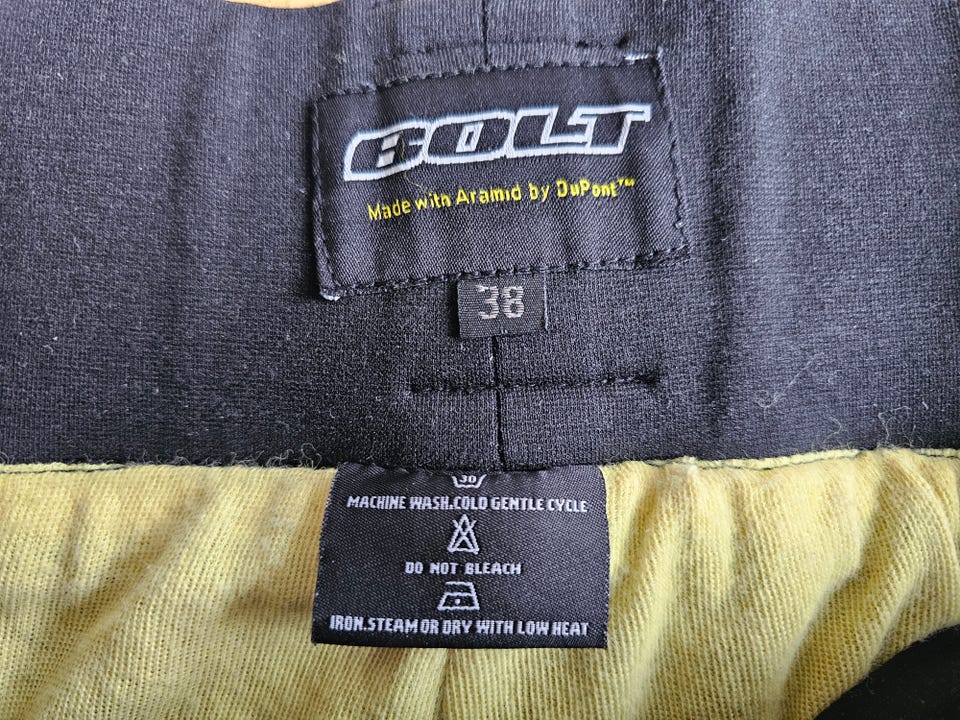 BOLT
Made with Aramid by DuPont™
38
30
MACHINE WASH.COLD GENTLE CYCLE
DO NOT BLEACH
IRON.STEAM OR DRY WITH LOW HEAT